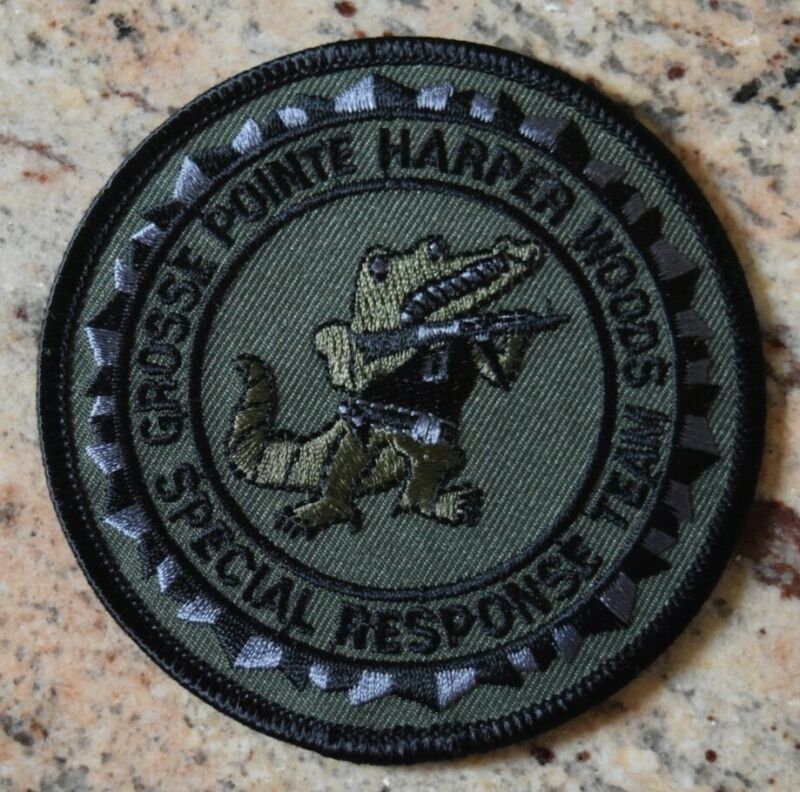 GROSSE POINTE HARPER WOODS
SPECIAL RESPONSE TEAM